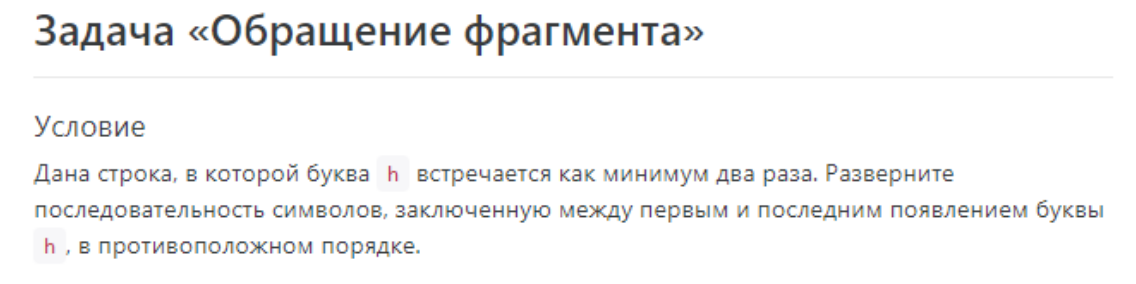 Задача «Обращение фрагмента»
Условие
Дана строка, в которой буква h встречается как минимум два раза. Разверните
последовательность символов, заключенную между первым и последним появлением буквы
h , в противоположном порядке.